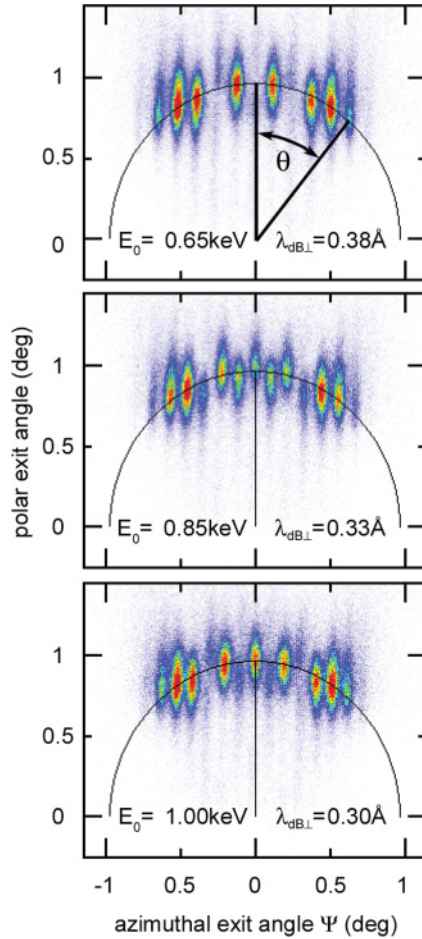 1
0.5
0
θ
E₀= 0.65keV
λdB⊥=0.38Å
1
0.5
0
E₀= 0.85keV
λdB⊥=0.33Å
polar exit angle (deg)
1
0.5
0
E₀= 1.00keV
λdB⊥=0.30Å
-1 0.5 0 0.5 1
azimuthal exit angle Ψ (deg)